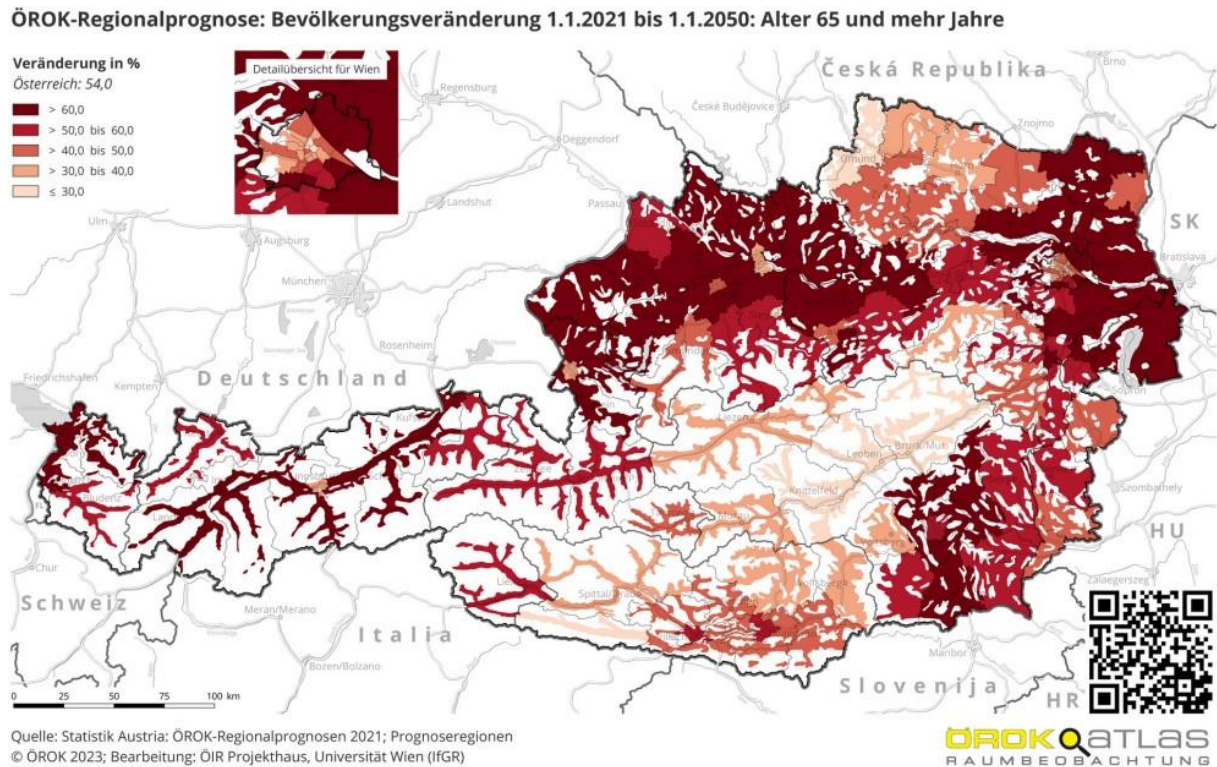 ÖROK-Regionalprognose: Bevölkerungsveränderung 1.1.2021 bis 1.1.2050: Alter 65 und mehr Jahre
Veränderung in %
Österreich: 54,0
> 60,0
> 50,0 bis 60,0
> 40,0 bis 50,0
> 30,0 bis 40,0
≤ 30,0
Detailübersicht für Wien
Česká Republika
Brno
Regensburg
České Budějovice
Znojmo
Deggendorf
Gmünd
Landshut
Passau
Ulm
SK
Augsburg
Bratislava
München
Rosenheim
Friedrichshafen
Kempten
Deutschland
Sopron
Liezen
Bruck/Mur
Leoben
Bludenz
Knittelfeld
Szombathely
HU
Chur
Spittal/Drau
Wolfsberg
Zalaegerszeg
Schweiz
Meran/Merano
Italia
Maribor
Bozen/Bolzano
Slovenija
HR
0 25 50 75 100 km
Quelle: Statistik Austria: ÖROK-Regionalprognosen 2021; Prognoseregionen
© ÖROK 2023; Bearbeitung: ÖIR Projekthaus, Universität Wien (IfGR)
ÖROK ATLAS
RAUMBEOBACHTUNG